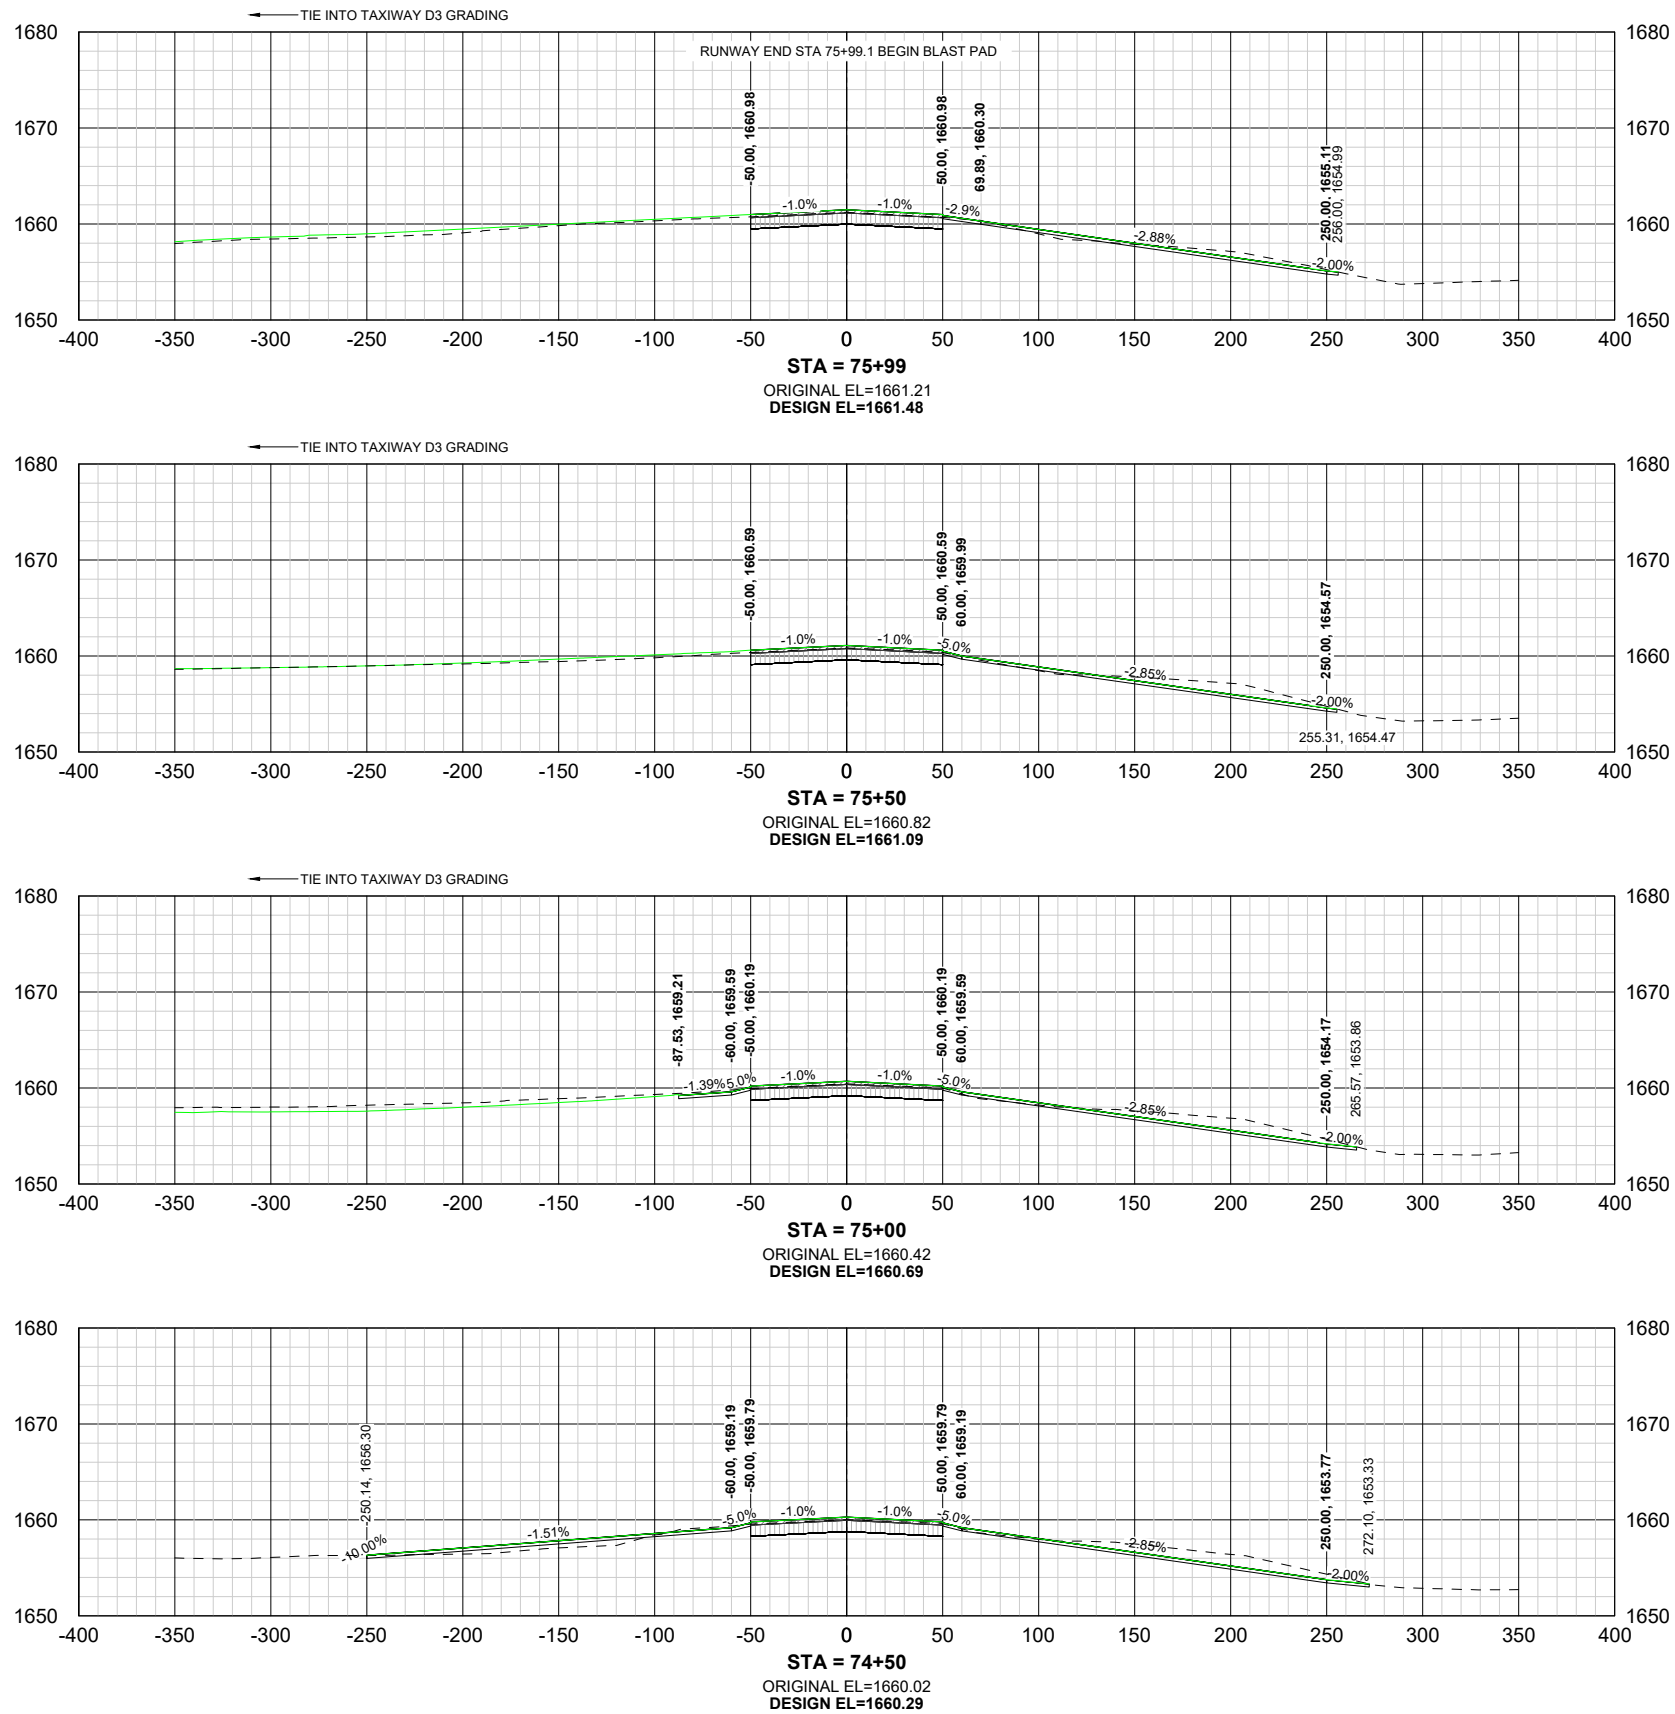 TIE INTO TAXIWAY D3 GRADING
RUNWAY END STA 75+99.1 BEGIN BLAST PAD
1680 1680
1670 1670
1660 1660
1650 1650
-50.00, 1660.98
50.00, 1660.98
69.89, 1660.30
250.00, 1655.11
256.00, 1654.99
-1.0% -1.0% -2.9% -2.88% -2.00%
-400 -350 -300 -250 -200 -150 -100 -50 0 50 100 150 200 250 300 350 400
STA = 75+99
ORIGINAL EL=1661.21
DESIGN EL=1661.48
TIE INTO TAXIWAY D3 GRADING
1680 1680
1670 1670
1660 1660
1650 1650
-50.00, 1660.59
50.00, 1660.59
60.00, 1659.99
250.00, 1654.57
-1.0% -1.0% -5.0% -2.85% -2.00%
255.31, 1654.47
-400 -350 -300 -250 -200 -150 -100 -50 0 50 100 150 200 250 300 350 400
STA = 75+50
ORIGINAL EL=1660.82
DESIGN EL=1661.09
TIE INTO TAXIWAY D3 GRADING
1680 1680
1670 1670
1660 1660
1650 1650
-87.53, 1659.21
-60.00, 1659.59
-50.00, 1660.19
50.00, 1660.19
60.00, 1659.59
250.00, 1654.17
265.57, 1653.86
-1.39% 5.0% -1.0% -1.0% -5.0% -2.85% -2.00%
-400 -350 -300 -250 -200 -150 -100 -50 0 50 100 150 200 250 300 350 400
STA = 75+00
ORIGINAL EL=1660.42
DESIGN EL=1660.69
1680 1680
1670 1670
1660 1660
1650 1650
-250.14, 1656.30
-60.00, 1659.19
-50.00, 1659.79
50.00, 1659.79
60.00, 1659.19
250.00, 1653.77
272.10, 1653.33
-10.00% -1.51% -5.0% -1.0% -1.0% -5.0% -2.85% -2.00%
-400 -350 -300 -250 -200 -150 -100 -50 0 50 100 150 200 250 300 350 400
STA = 74+50
ORIGINAL EL=1660.02
DESIGN EL=1660.29